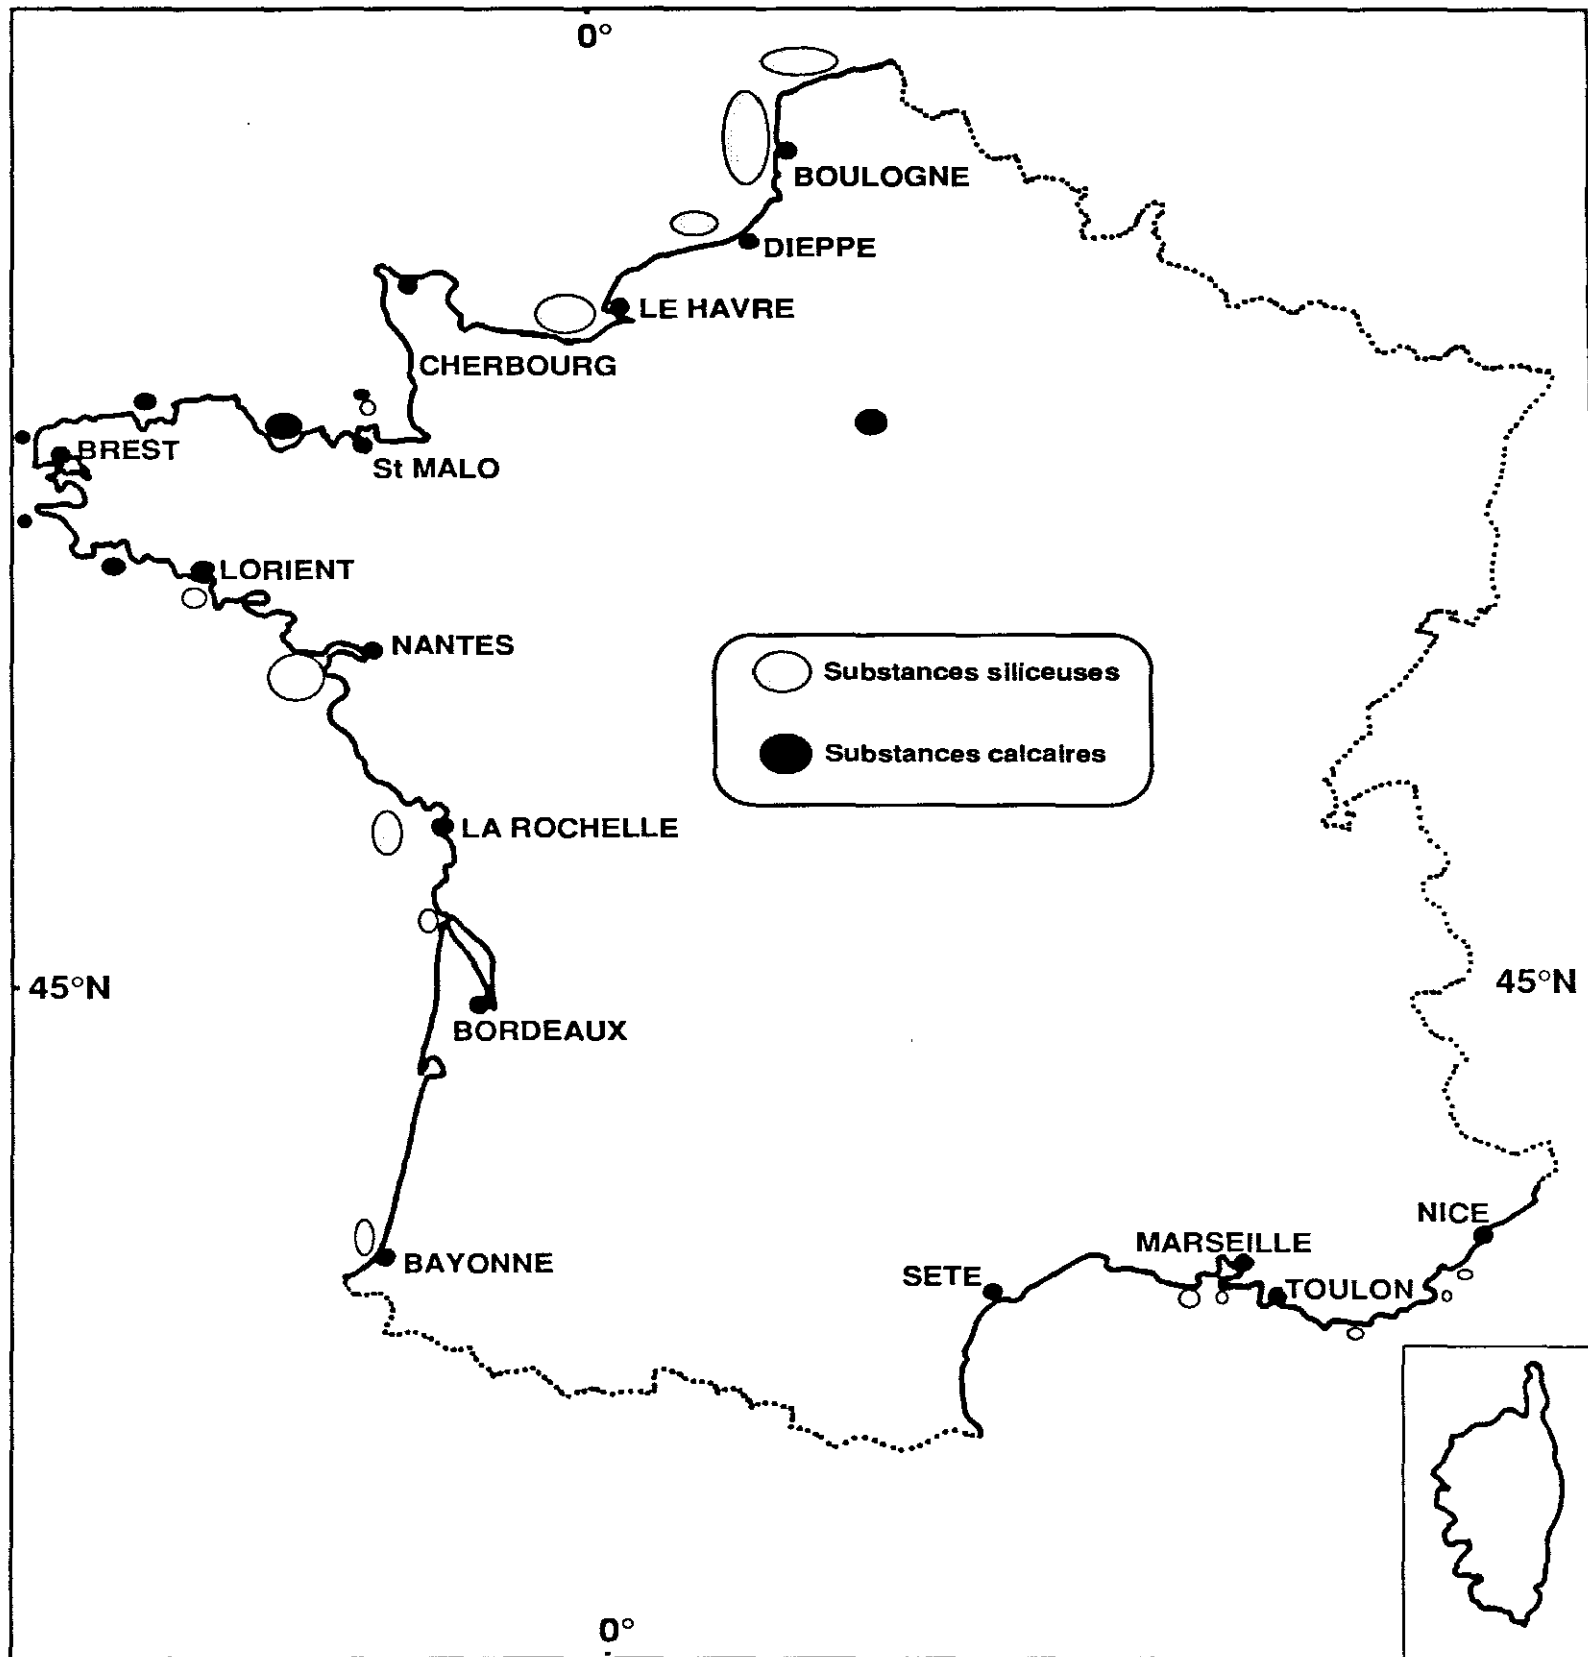 0°
BOULOGNE
DIEPPE
LE HAVRE
CHERBOURG
BREST
St MALO
LORIENT
NANTES
Substances siliceuses
Substances calcaires
LA ROCHELLE
45°N
45°N
BORDEAUX
NICE
MARSEILLE
BAYONNE
SETE
TOULON
0°